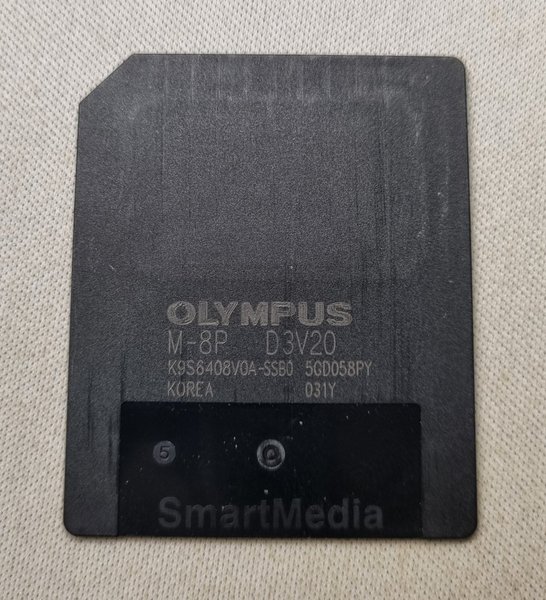 OLYMPUS
M-8P D3V20
K9S6408V0A-SSB0 5GD058PY
KOREA 031Y
5
SmartMedia